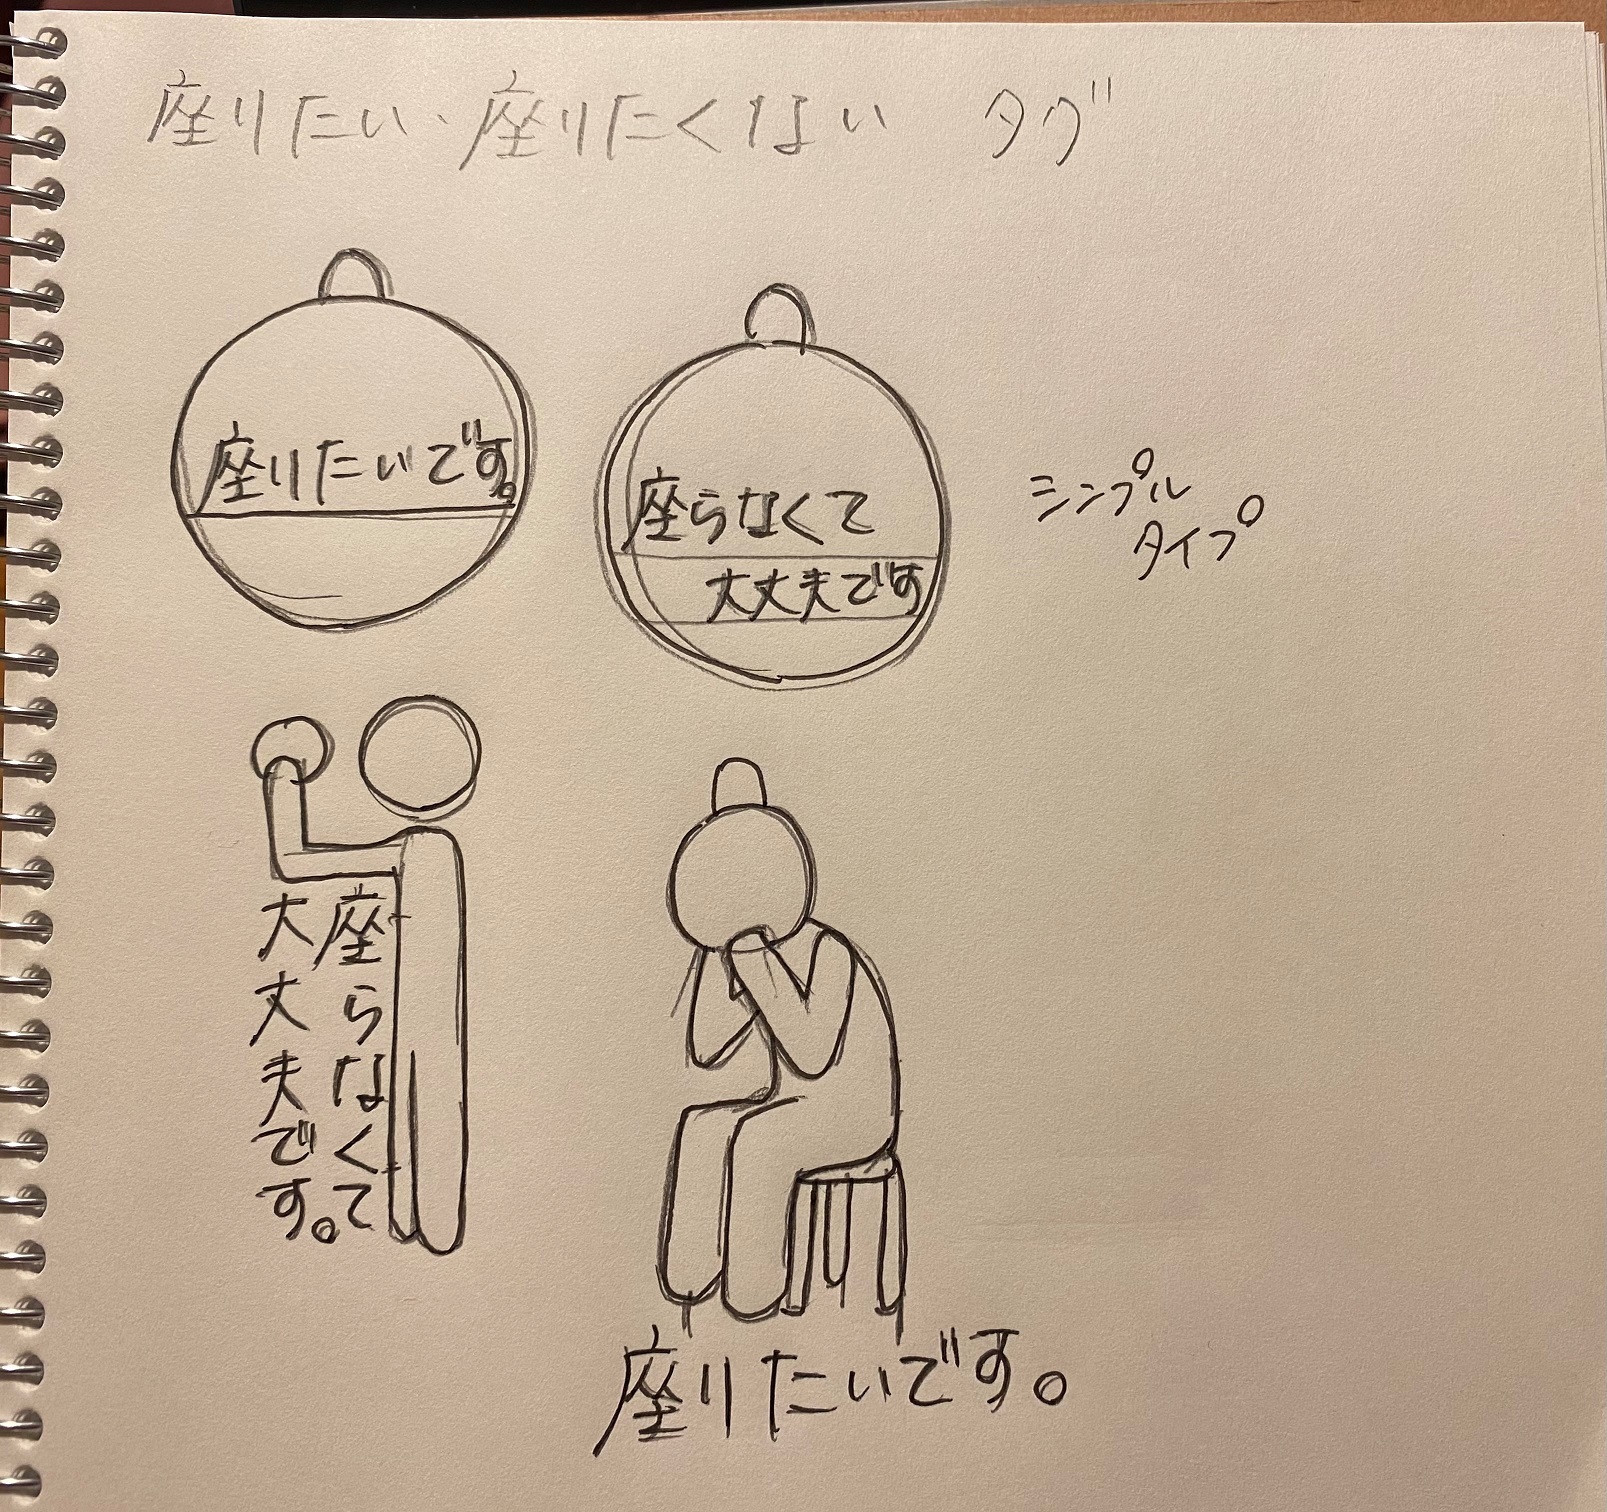 座りたい・座りたくない タグ
座りたいです。
座らなくて
大丈夫です
シンプル
タイプ
座らなくて
大丈夫です。
座りたいです。